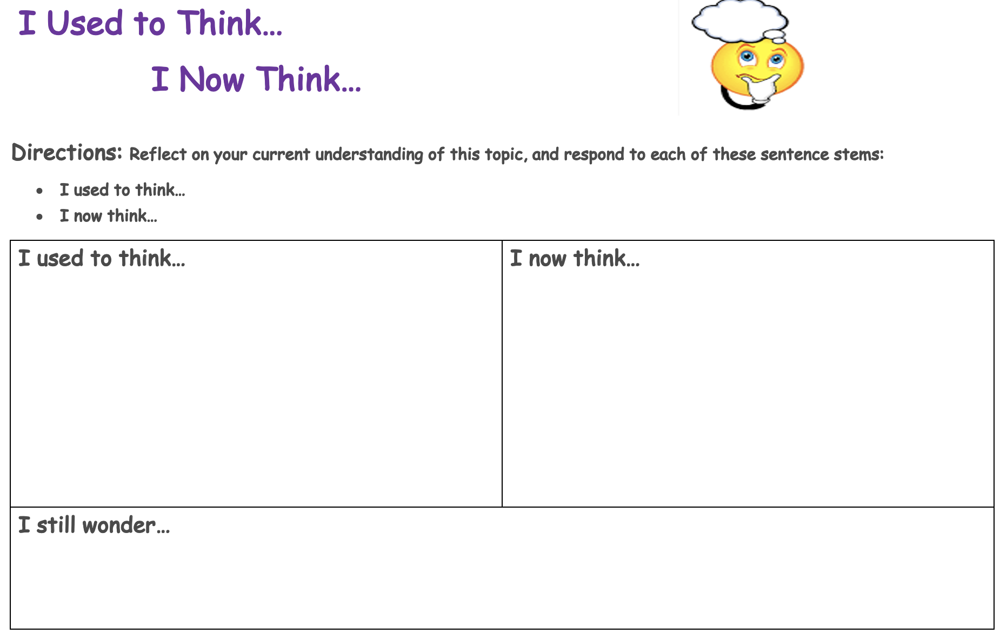 I Used to Think...
I Now Think...
Directions: Reflect on your current understanding of this topic, and respond to each of these sentence stems:
• I used to think...
• I now think...
I used to think...
I now think...
I still wonder...